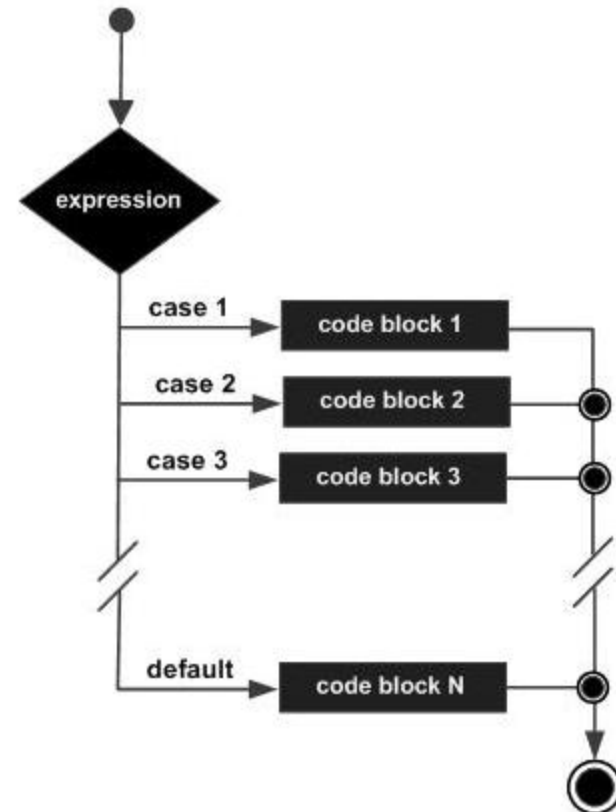 expression
case 1
code block 1
case 2
code block 2
case 3
code block 3
default
code block N